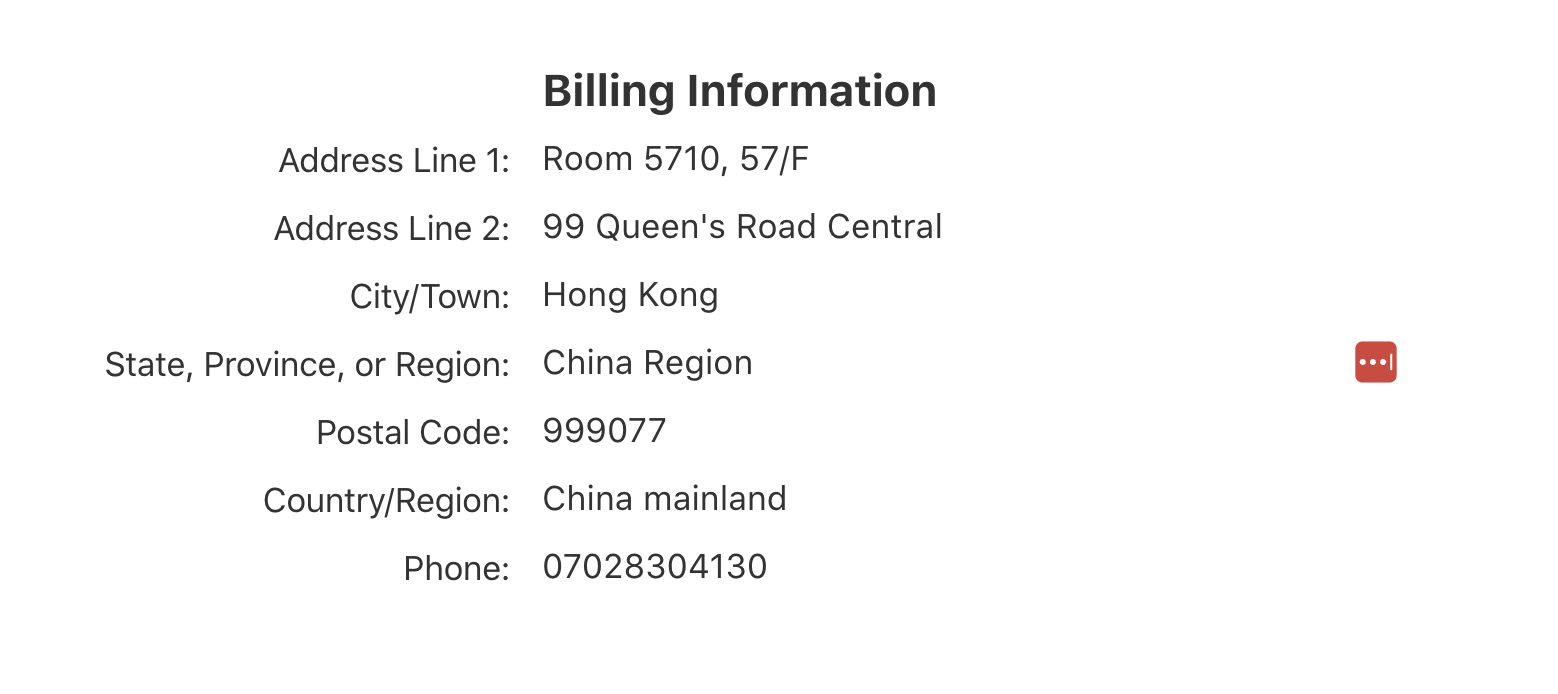 Billing Information
Address Line 1: Room 5710, 57/F
Address Line 2: 99 Queen's Road Central
City/Town: Hong Kong
State, Province, or Region: China Region
Postal Code: 999077
Country/Region: China mainland
Phone: 07028304130